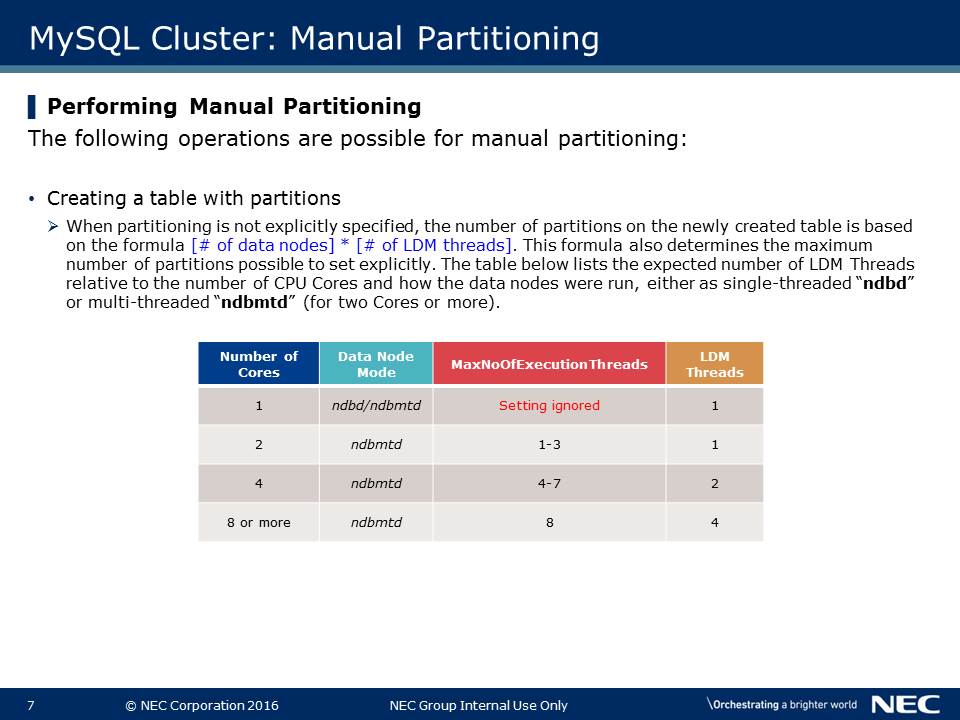 MySQL Cluster: Manual Partitioning
Performing Manual Partitioning
The following operations are possible for manual partitioning:
• Creating a table with partitions
➢ When partitioning is not explicitly specified, the number of partitions on the newly created table is based
on the formula [# of data nodes] * [# of LDM threads]. This formula also determines the maximum
number of partitions possible to set explicitly. The table below lists the expected number of LDM Threads
relative to the number of CPU Cores and how the data nodes were run, either as single-threaded “ndbd”
or multi-threaded “ndbmtd” (for two Cores or more).
Number of Cores | Data Node Mode | MaxNoOfExecutionThreads | LDM Threads
1 | ndbd/ndbmtd | Setting ignored | 1
2 | ndbmtd | 1-3 | 1
4 | ndbmtd | 4-7 | 2
8 or more | ndbmtd | 8 | 4
7 © NEC Corporation 2016 NEC Group Internal Use Only \Orchestrating a brighter world NEC